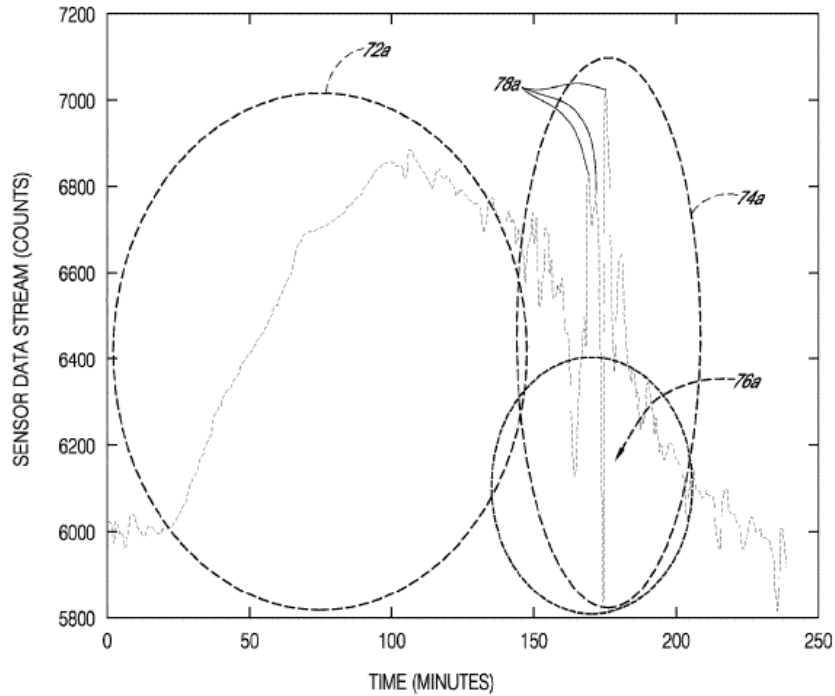 7200
72a
7000
78a
6800
74a
6600
SENSOR DATA STREAM (COUNTS)
6400
76a
6200
6000
5800
0 50 100 150 200 250
TIME (MINUTES)